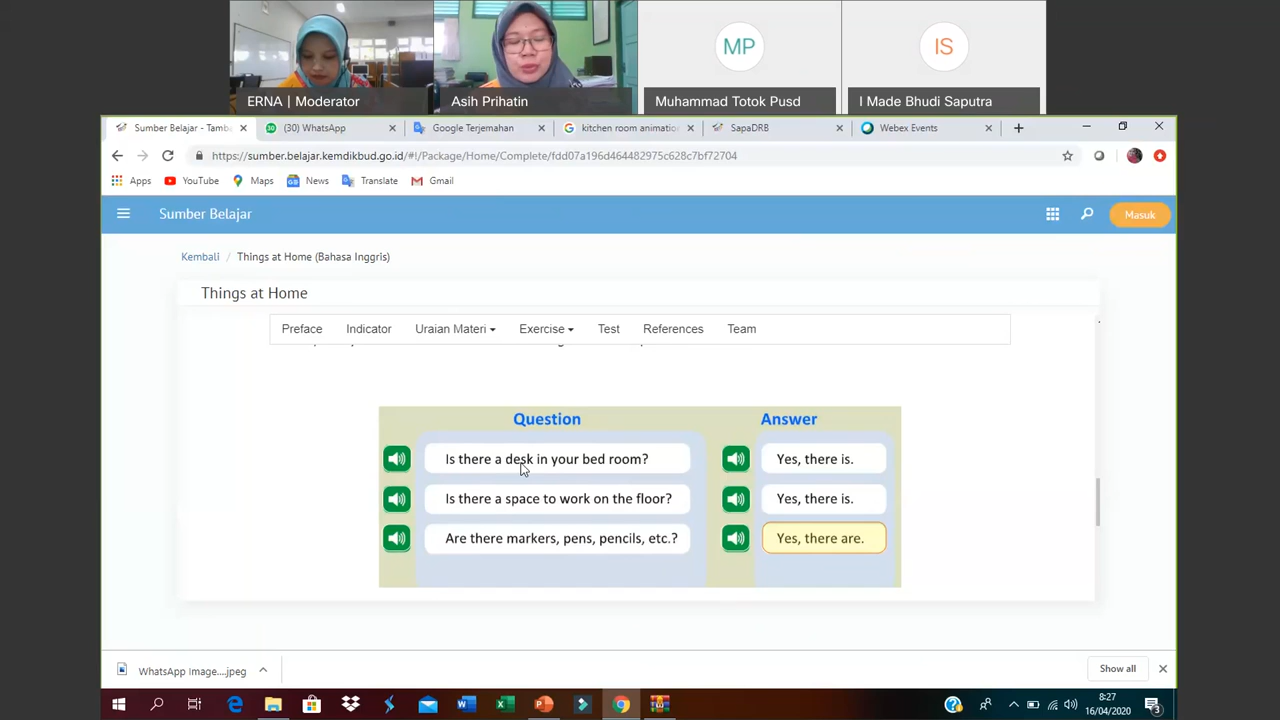 MP
IS
ERNA | Moderator
Asih Prihatin
Muhammad Totok Pusd
I Made Bhudi Saputra
Sumber Belajar - Tamb
(30) WhatsApp
Google Terjemahan
kitchen room animatio
SapaDRB
Webex Events
https://sumber.belajar.kemdikbud.go.id/#!/Package/Home/Complete/fdd07a196d464482975c628c7bf72704
Apps
YouTube
Maps
News
Translate
Gmail
Sumber Belajar
Masuk
Kembali / Things at Home (Bahasa Inggris)
Things at Home
Preface
Indicator
Uraian Materi
Exercise
Test
References
Team
Question
Answer
Is there a desk in your bed room?
Yes, there is.
Is there a space to work on the floor?
Yes, there is.
Are there markers, pens, pencils, etc.?
Yes, there are.
WhatsApp Image....jpeg
Show all
8:27
16/04/2020